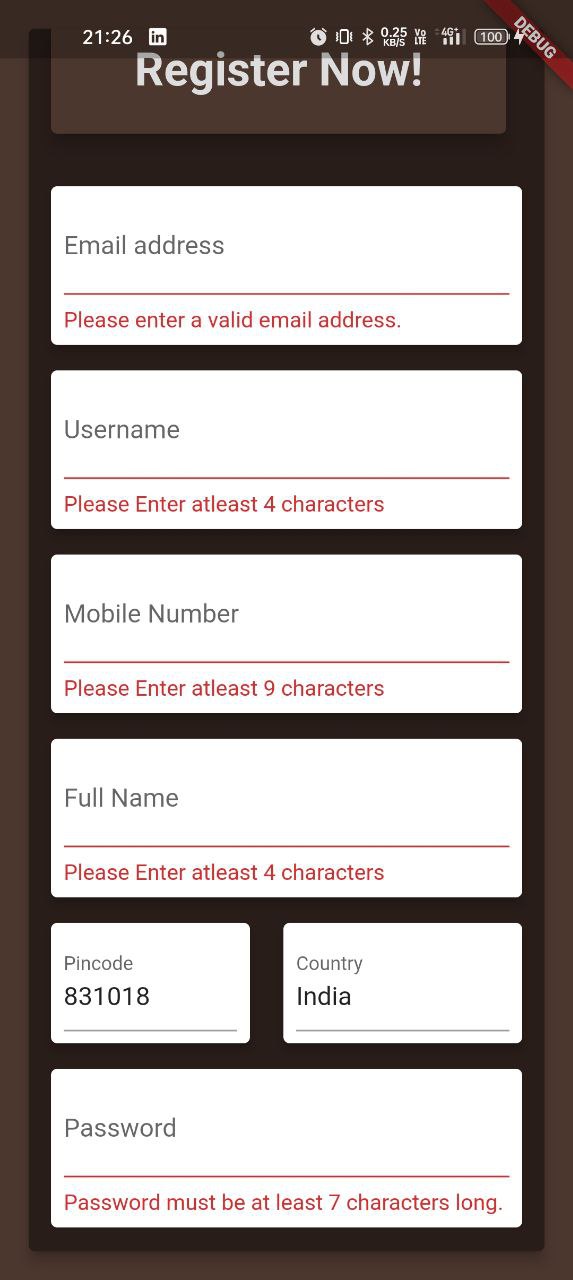 21:26 in 0.25 KB/S Vo LTE 4G+ 100
DEBUG
Register Now!
Email address
Please enter a valid email address.
Username
Please Enter atleast 4 characters
Mobile Number
Please Enter atleast 9 characters
Full Name
Please Enter atleast 4 characters
Pincode Country
831018 India
Password
Password must be at least 7 characters long.